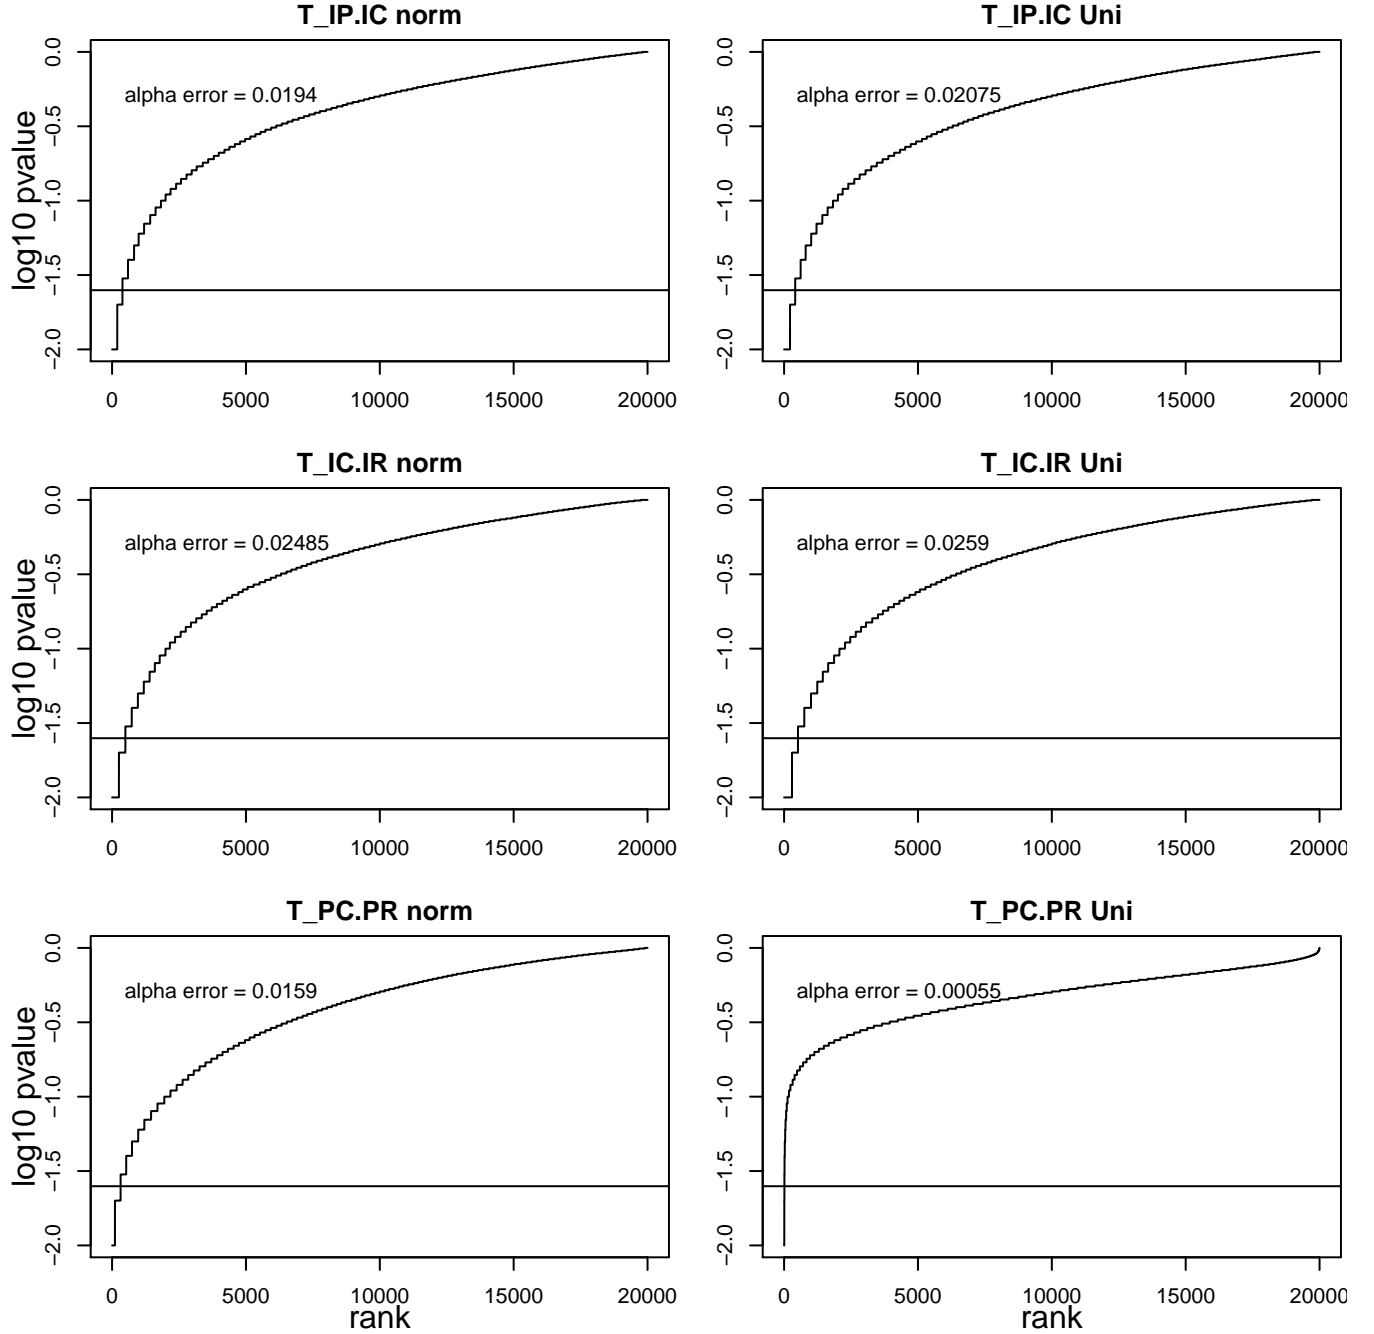 T_IP.IC norm
log10 pvalue
0.0
−0.5
−1.0
−1.5
−2.0
alpha error = 0.0194
0 5000 10000 15000 20000
T_IP.IC Uni
0.0
−0.5
−1.0
−1.5
−2.0
alpha error = 0.02075
0 5000 10000 15000 20000
T_IC.IR norm
log10 pvalue
0.0
−0.5
−1.0
−1.5
−2.0
alpha error = 0.02485
0 5000 10000 15000 20000
T_IC.IR Uni
0.0
−0.5
−1.0
−1.5
−2.0
alpha error = 0.0259
0 5000 10000 15000 20000
T_PC.PR norm
log10 pvalue
0.0
−0.5
−1.0
−1.5
−2.0
alpha error = 0.0159
0 5000 10000 15000 20000
rank
T_PC.PR Uni
0.0
−0.5
−1.0
−1.5
−2.0
alpha error = 0.00055
0 5000 10000 15000 20000
rank